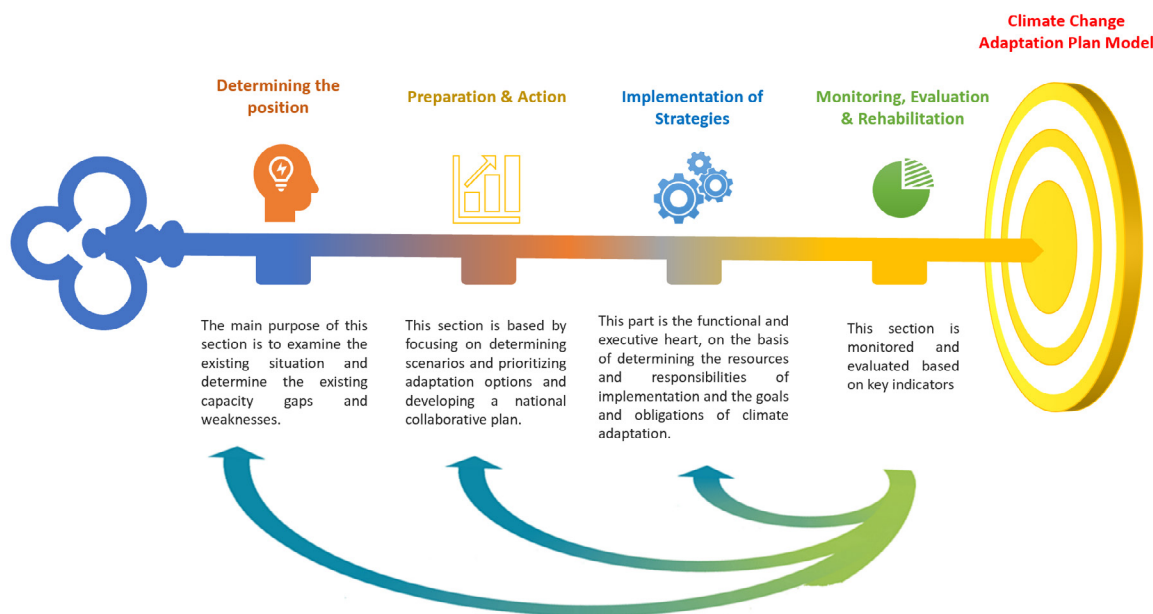 Climate Change
Adaptation Plan Model
Determining the
position
Preparation & Action
Implementation of
Strategies
Monitoring, Evaluation
& Rehabilitation
The main purpose of this
section is to examine the
existing situation and
determine the existing
capacity gaps and
weaknesses.
This section is based by
focusing on determining
scenarios and prioritizing
adaptation options and
developing a national
collaborative plan.
This part is the functional and
executive heart, on the basis
of determining the resources
and responsibilities of
implementation and the goals
and obligations of climate
adaptation.
This section is
monitored and
evaluated based
on key indicators